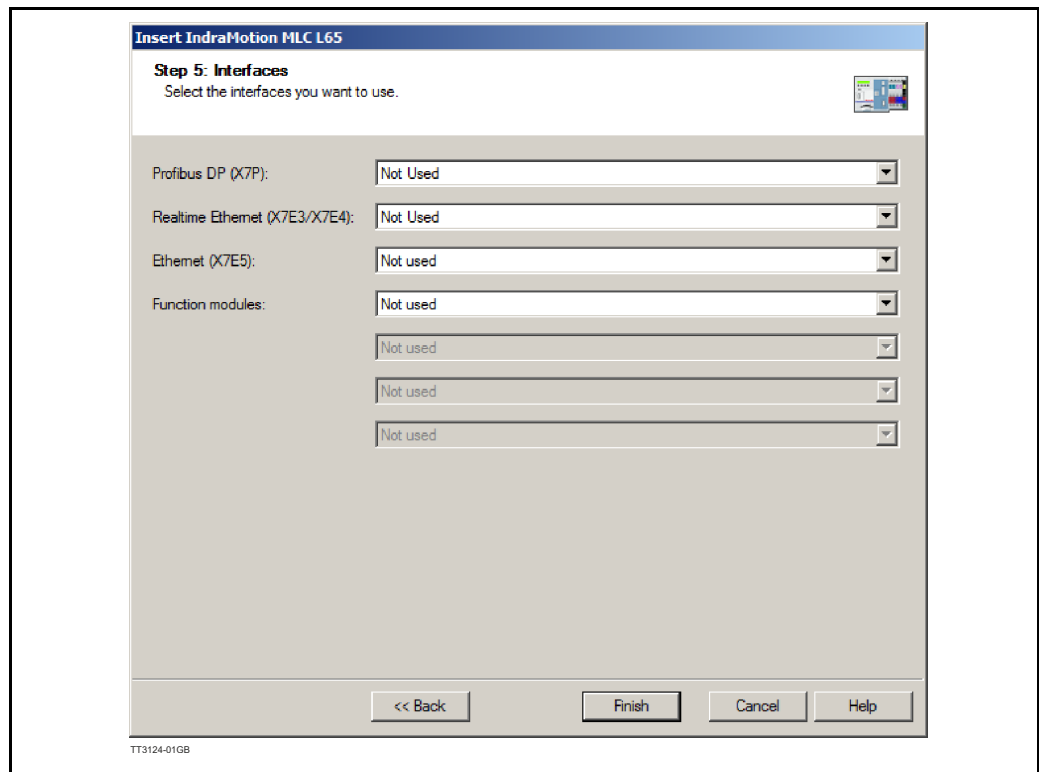 Insert IndraMotion MLC L65
Step 5: Interfaces
Select the interfaces you want to use.
Profibus DP (X7P): Not Used
Realtime Ethernet (X7E3/X7E4): Not Used
Ethernet (X7E5): Not used
Function modules: Not used
Not used
Not used
Not used
<< Back Finish Cancel Help
TT3124-01GB